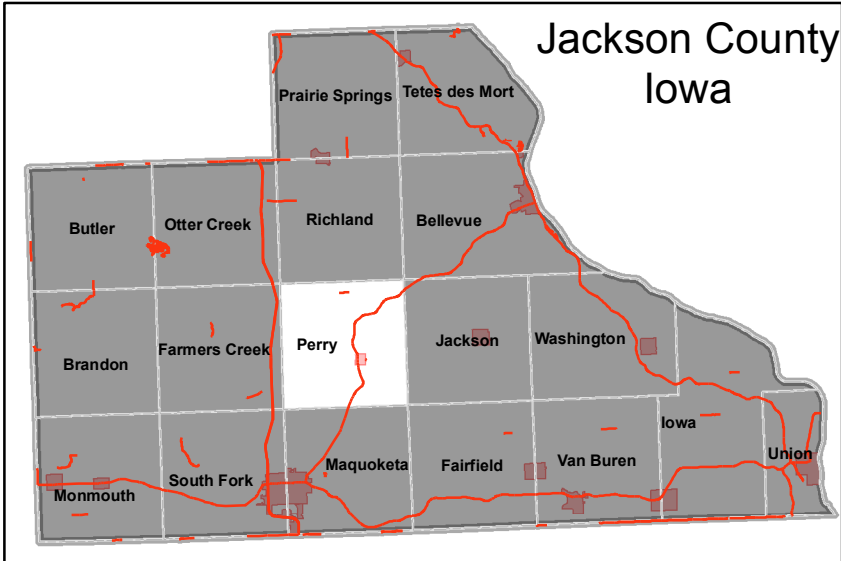 Jackson County
Iowa
Prairie Springs
Tetes des Mort
Butler
Otter Creek
Richland
Bellevue
Brandon
Farmers Creek
Perry
Jackson
Washington
Monmouth
South Fork
Maquoketa
Fairfield
Van Buren
Iowa
Union